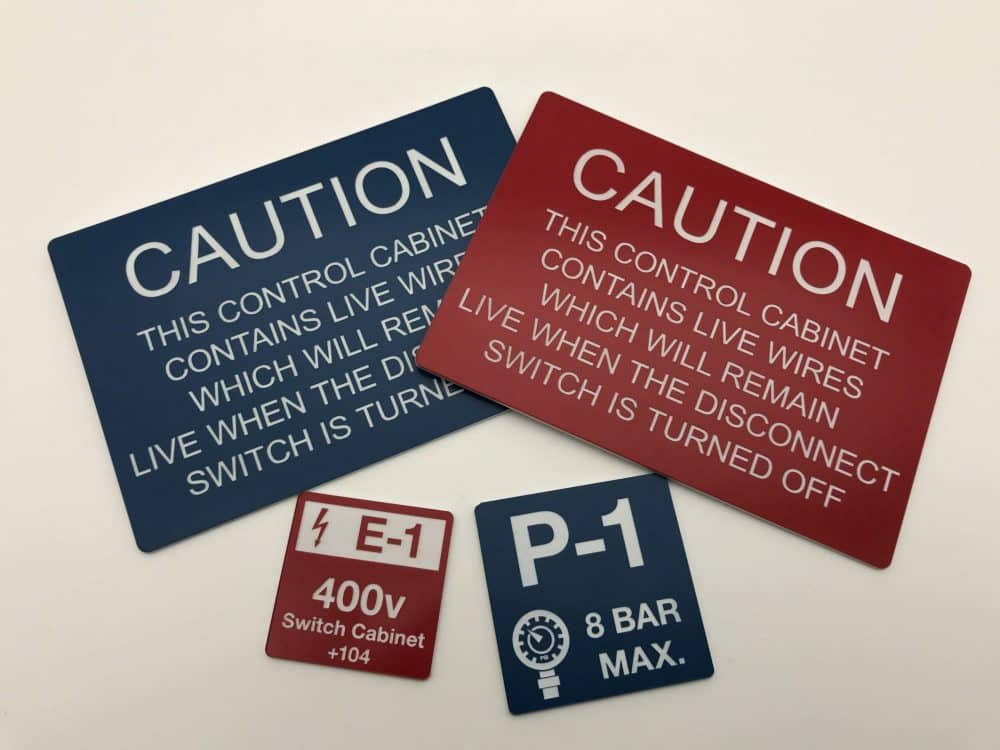 CAUTION
THIS CONTROL CABINET
CONTAINS LIVE
WHICH WILL
LIVE WHEN THE
SWITCH IS
CAUTION
THIS CONTROL CABINET
CONTAINS LIVE WIRES
WHICH WILL REMAIN
LIVE WHEN THE DISCONNECT
SWITCH IS TURNED OFF
E-1
400v
Switch Cabinet
+104
P-1
8 BAR
MAX.